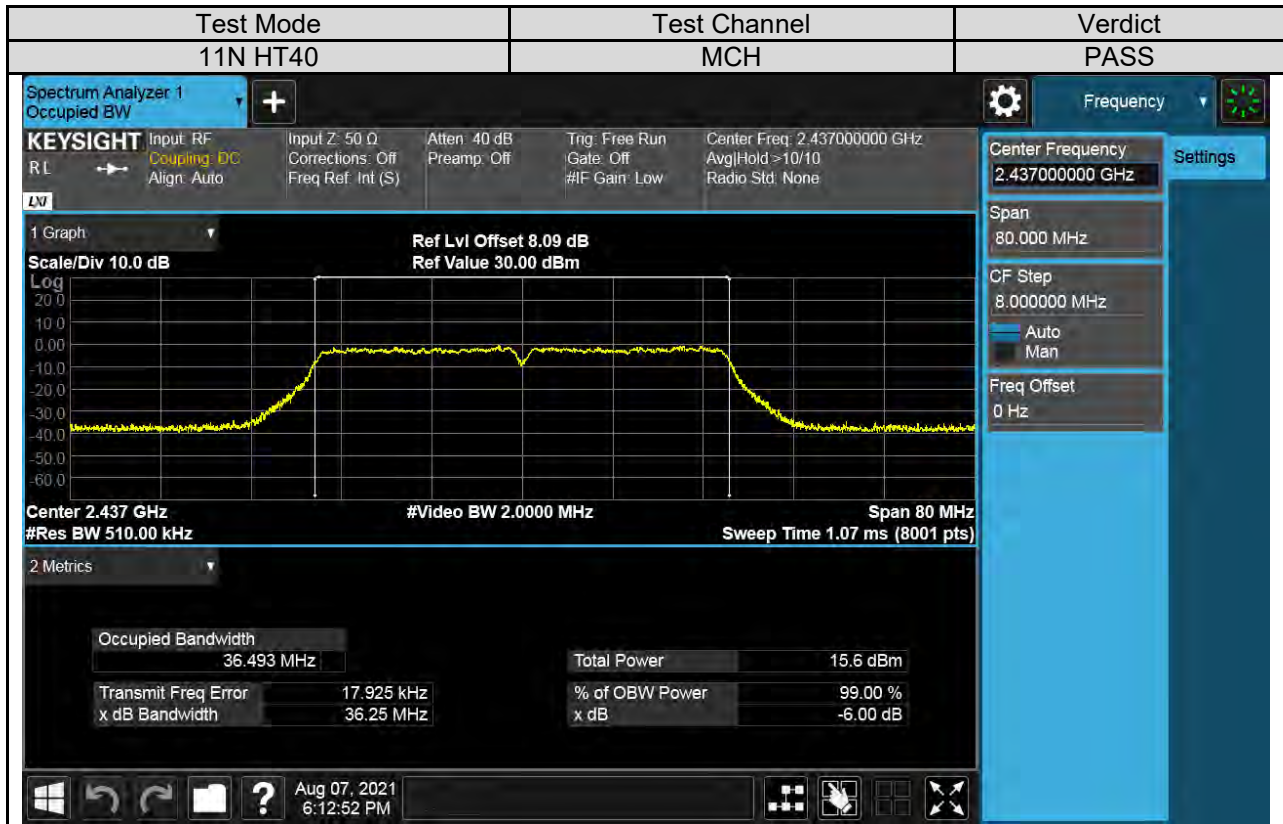 Test Mode Test Channel Verdict
11N HT40 MCH PASS
Spectrum Analyzer 1
Occupied BW
Frequency
KEYSIGHT
RL
LXI
Input: RF
Coupling: DC
Align: Auto
Input Z: 50 Ω
Corrections: Off
Freq Ref: Int (S)
Atten: 40 dB
Preamp: Off
Trig: Free Run
Gate: Off
#IF Gain: Low
Center Freq: 2.437000000 GHz
Avg|Hold:>10/10
Radio Std: None
Center Frequency
2.437000000 GHz
Settings
Span
80.000 MHz
CF Step
8.000000 MHz
Auto
Man
Freq Offset
0 Hz
1 Graph
Scale/Div 10.0 dB
Ref Lvl Offset 8.09 dB
Ref Value 30.00 dBm
Log
20.0
10.0
0.00
-10.0
-20.0
-30.0
-40.0
-50.0
-60.0
Center 2.437 GHz #Video BW 2.0000 MHz Span 80 MHz
#Res BW 510.00 kHz Sweep Time 1.07 ms (8001 pts)
2 Metrics
Occupied Bandwidth
36.493 MHz
Total Power 15.6 dBm
Transmit Freq Error 17.925 kHz % of OBW Power 99.00 %
x dB Bandwidth 36.25 MHz x dB -6.00 dB
?
Aug 07, 2021
6:12:52 PM